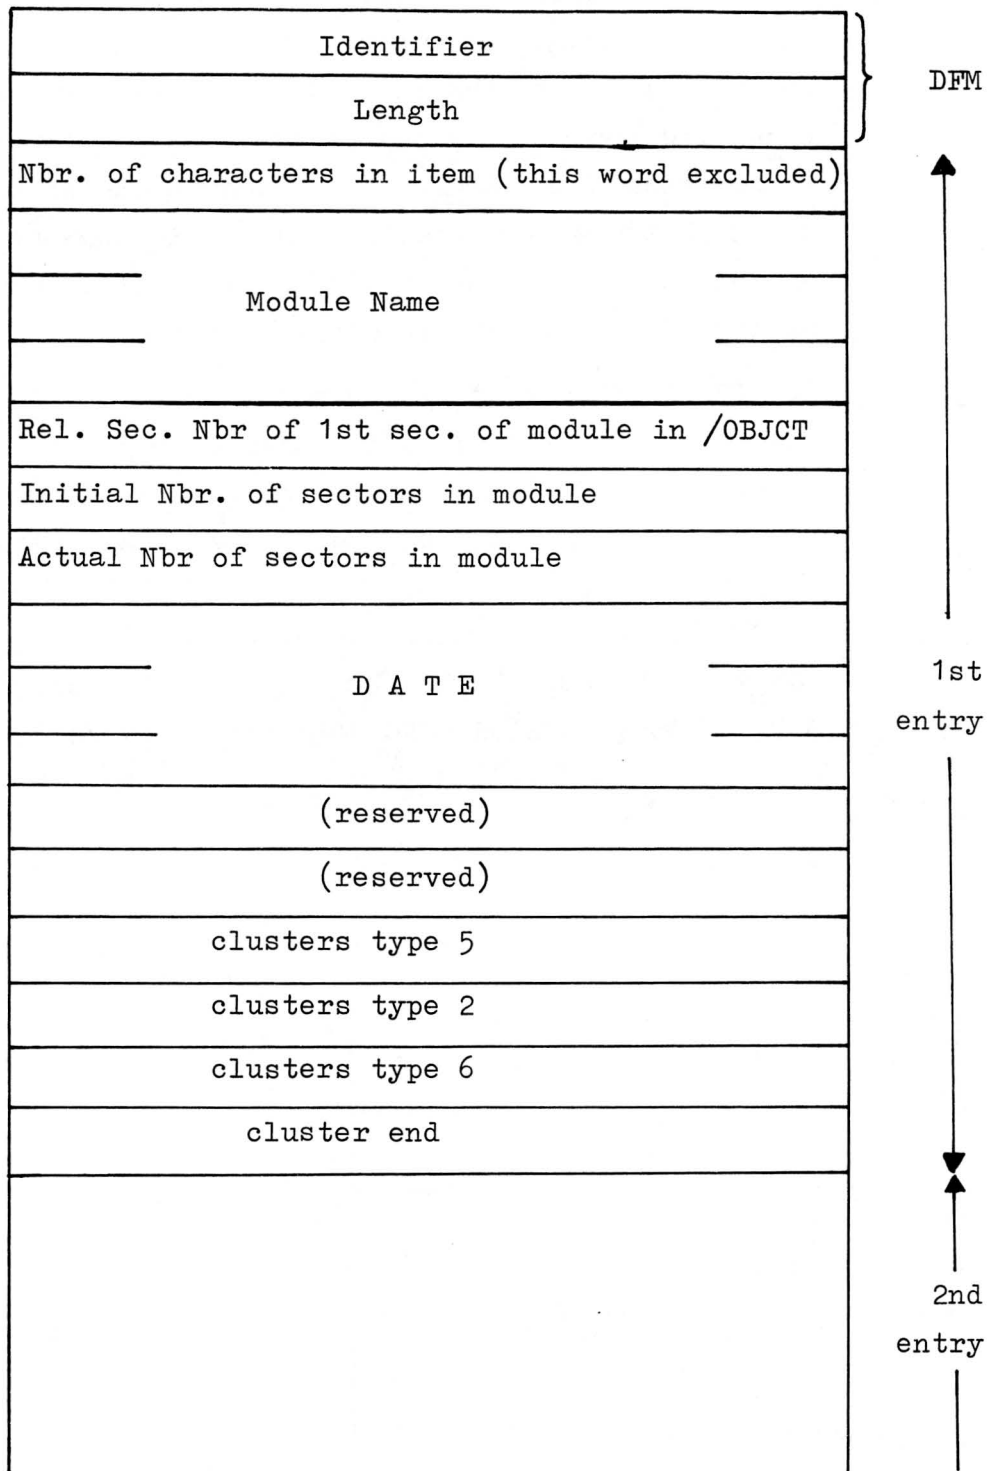 Identifier
DFM
Length
Nbr. of characters in item (this word excluded)
Module Name
Rel. Sec. Nbr of 1st sec. of module in /OBJCT
Initial Nbr. of sectors in module
Actual Nbr of sectors in module
D A T E
1st
entry
(reserved)
(reserved)
clusters type 5
clusters type 2
clusters type 6
cluster end
2nd
entry